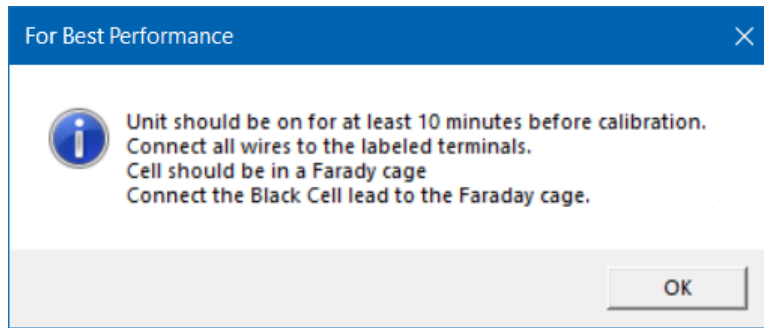 For Best Performance
Unit should be on for at least 10 minutes before calibration.
Connect all wires to the labeled terminals.
Cell should be in a Farady cage
Connect the Black Cell lead to the Faraday cage.
OK